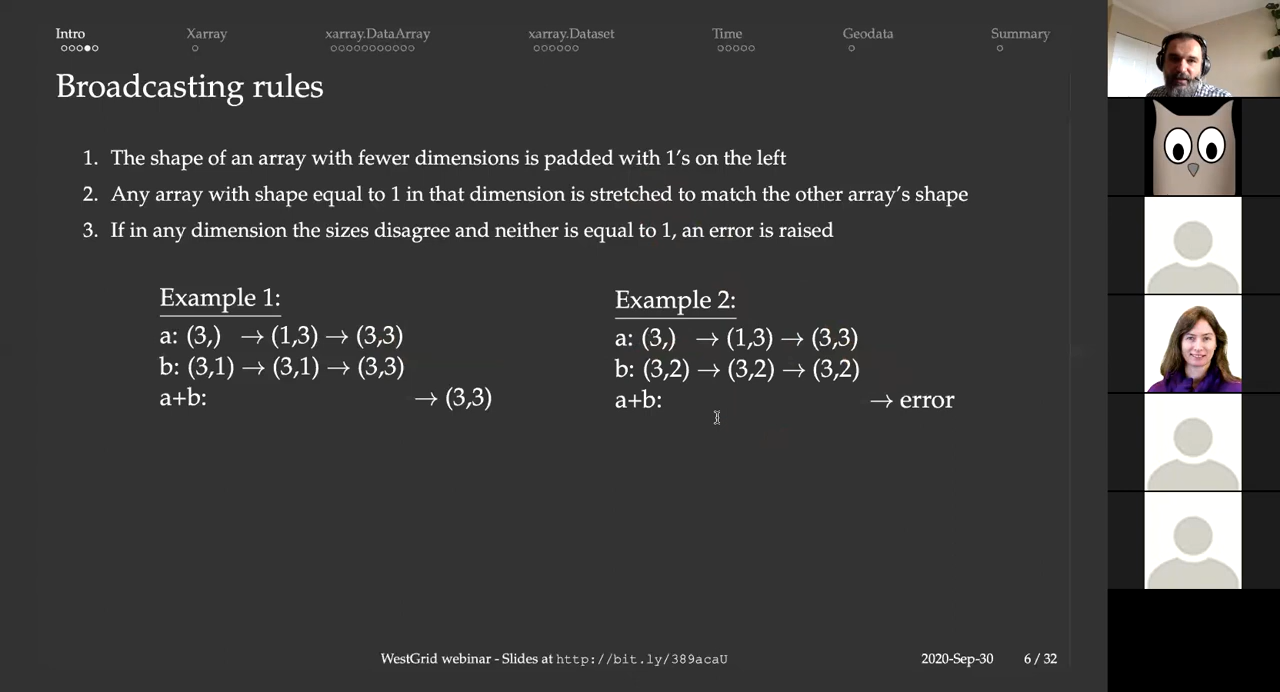 Intro Xarray xarray.DataArray xarray.Dataset Time Geodata Summary
Broadcasting rules
1. The shape of an array with fewer dimensions is padded with 1's on the left
2. Any array with shape equal to 1 in that dimension is stretched to match the other array's shape
3. If in any dimension the sizes disagree and neither is equal to 1, an error is raised
Example 1:
a: (3,) → (1,3) → (3,3)
b: (3,1) → (3,1) → (3,3)
a+b: → (3,3)
Example 2:
a: (3,) → (1,3) → (3,3)
b: (3,2) → (3,2) → (3,2)
a+b: → error
WestGrid webinar - Slides at http://bit.ly/389acaU 2020-Sep-30 6 / 32